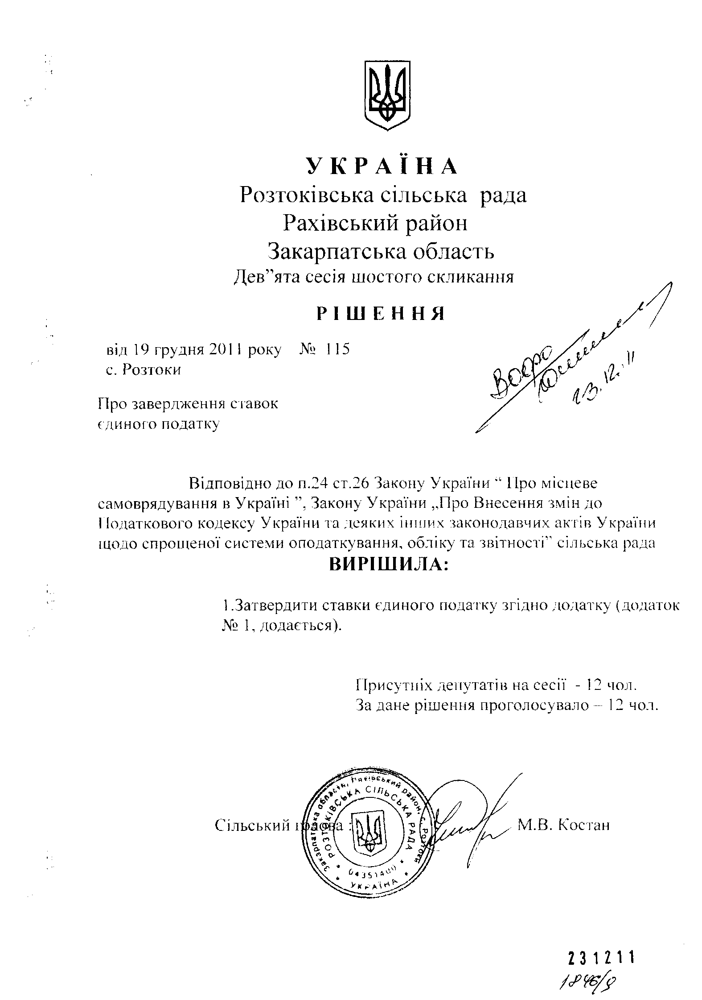 У К Р А Ї Н А
Розтоківська сільська рада
Рахівський район
Закарпатська область
Дев”ята сесія шостого скликання
Р І Ш Е Н Н Я
від 19 грудня 2011 року № 115
с. Розтоки
23.12.11
Про завердження ставок
єдиного податку
Відповідно до п.24 ст.26 Закону України “ Про місцеве
самоврядування в Україні ”, Закону України „Про Внесення змін до
Податкового кодексу України та деяких інших законодавчих актів України
щодо спрощеної системи оподаткування, обліку та звітності” сільська рада
ВИРІШИЛА:
1.Затвердити ставки єдиного податку згідно додатку (додаток
№ 1, додається).
Присутніх депутатів на сесії - 12 чол.
За дане рішення проголосувало – 12 чол.
Сільський голова : М.В. Костан
Закарпатська область, Рахівський район, с. Розтоки
РОЗТОКІВСЬКА СІЛЬСЬКА РАДА
04351400
УКРАЇНА
231211
1846/9